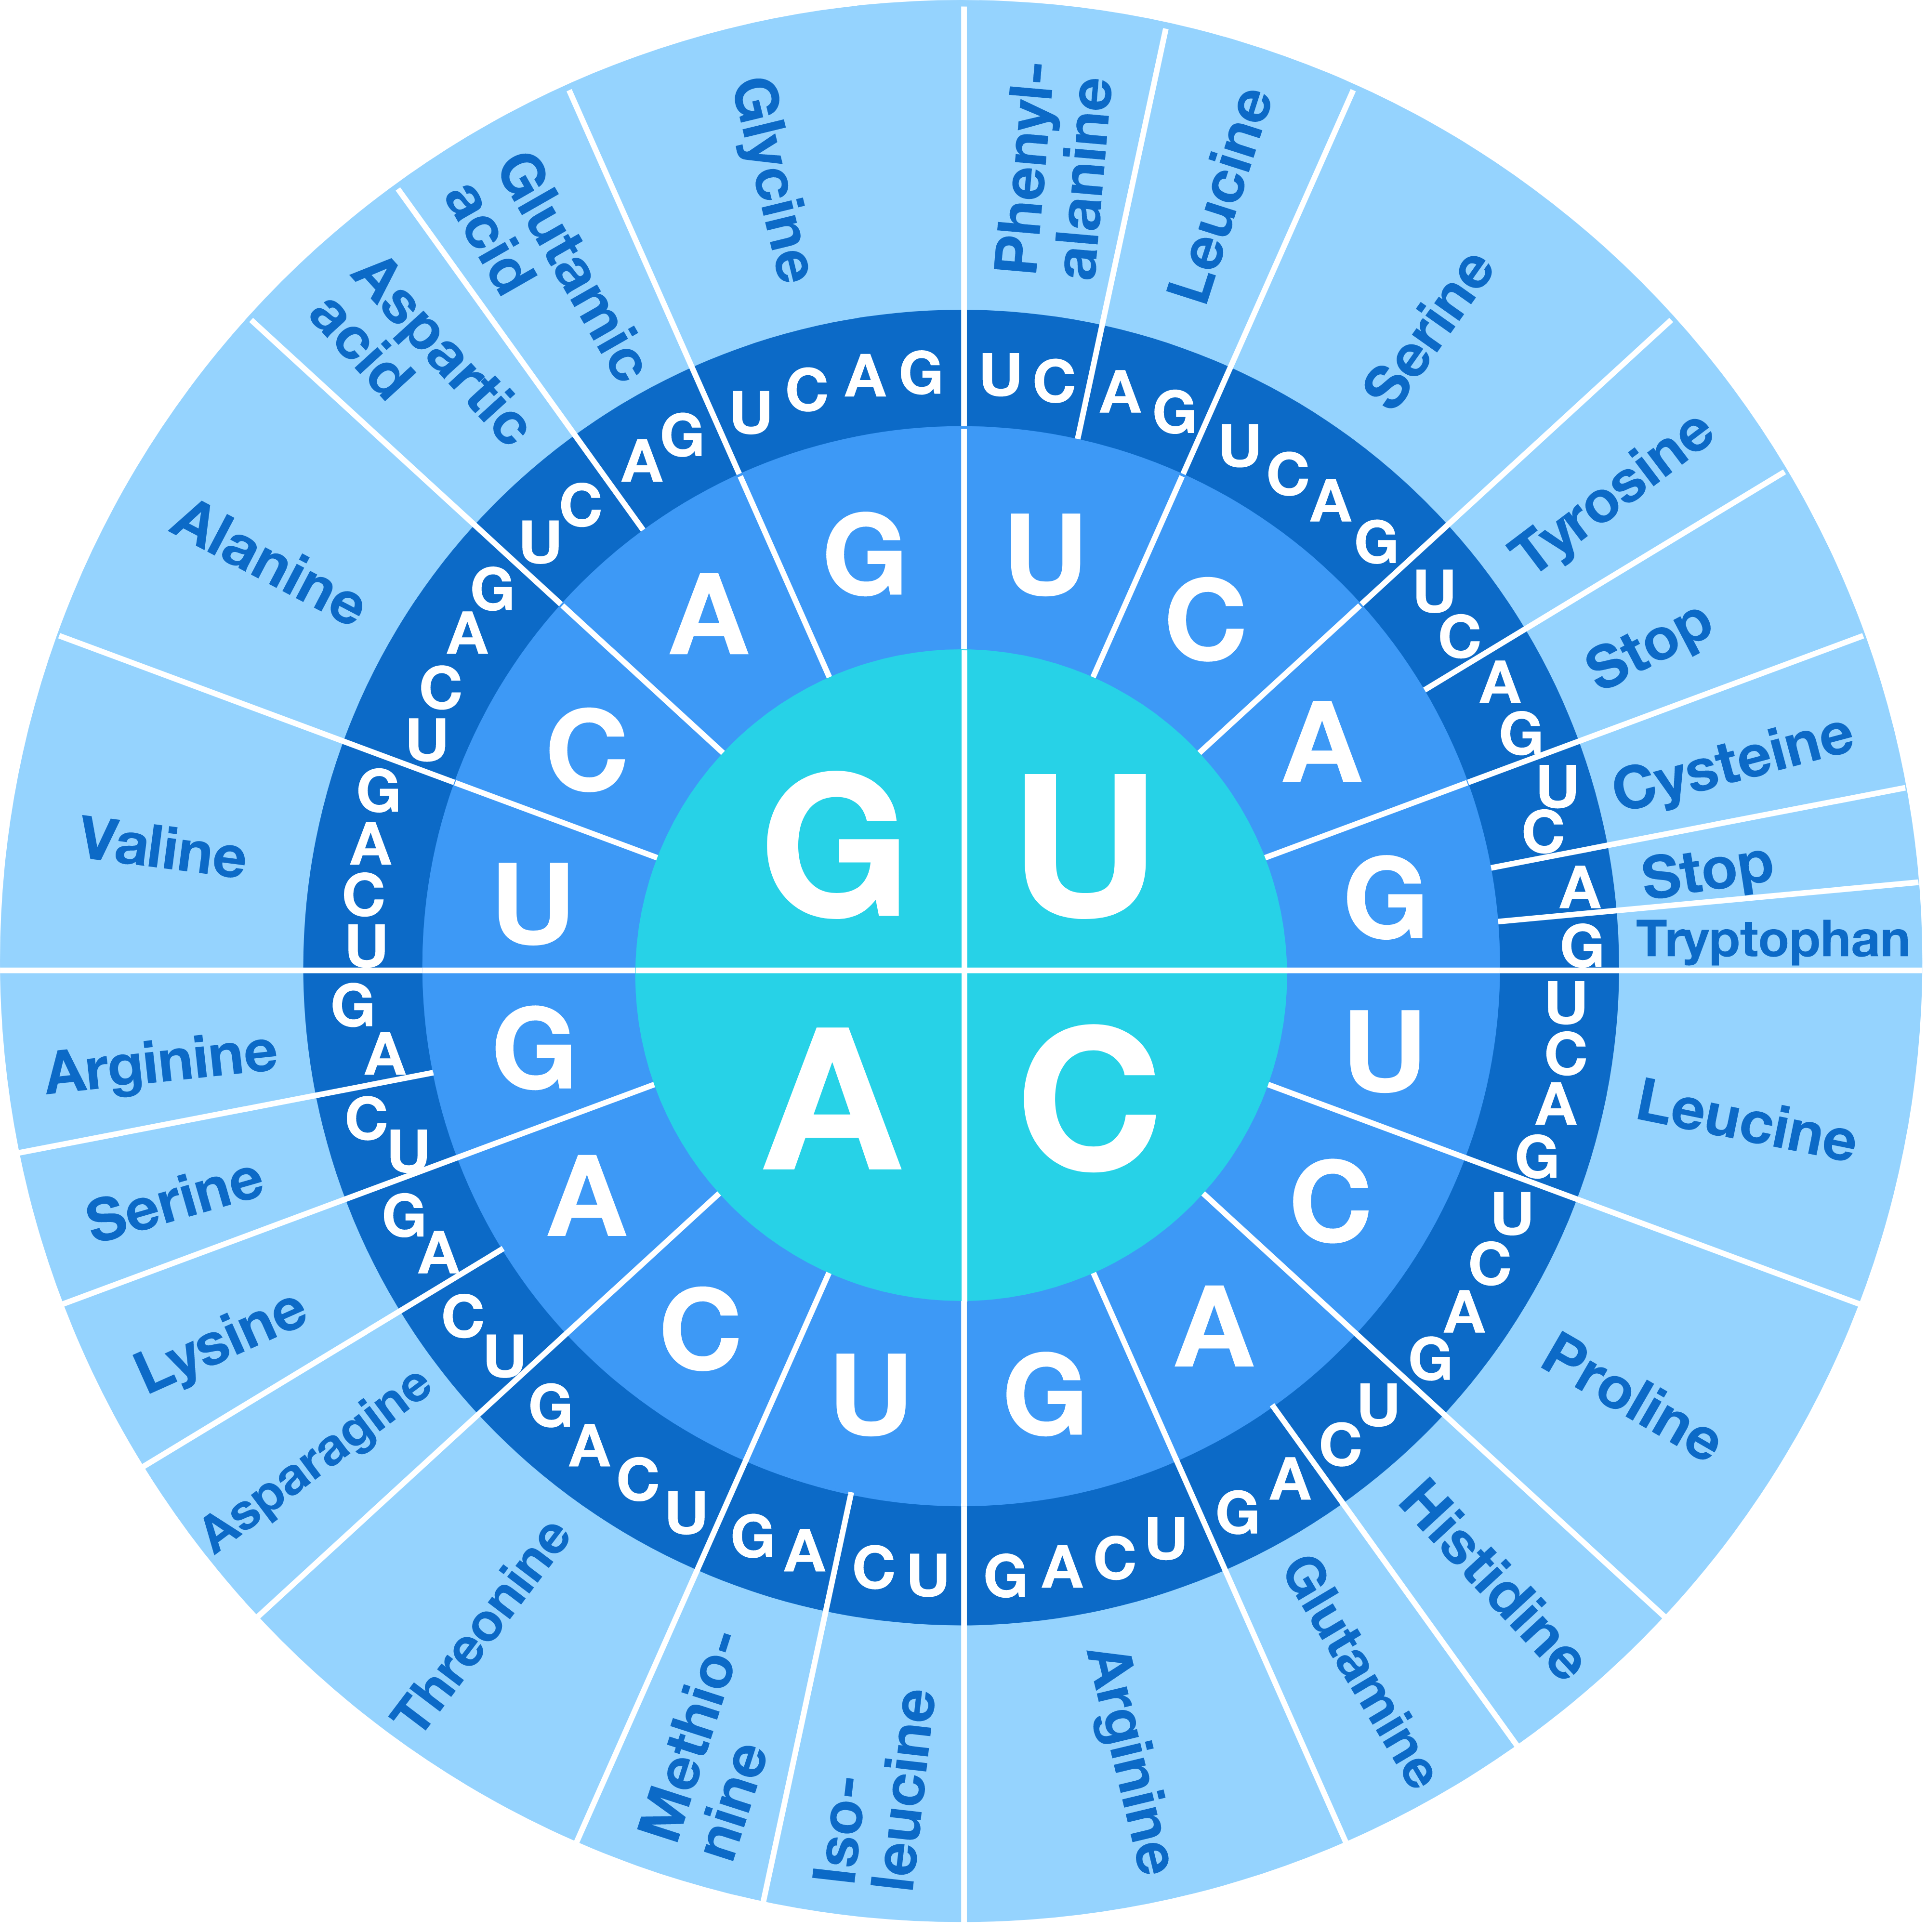 Phenyl-
alanine
Leucine
Serine
Tyrosine
Stop
Cysteine
Stop
Tryptophan
Leucine
Proline
Histidine
Glutamine
Arginine
Iso-
leucine
Methio-
nine
Threonine
Asparagine
Lysine
Serine
Arginine
Valine
Alanine
Aspartic
acid
Glutamic
acid
Glycine
U C A G
U C A G
U C A G
U C A G
U C A G
U C A G
U C A G
U C A G
G A C U
G A C U
G A C U
G A C U
U C A G
U C A G
U C A G
U C A G
U C A G
U C A G
U C A G
U C A G
G U
A C